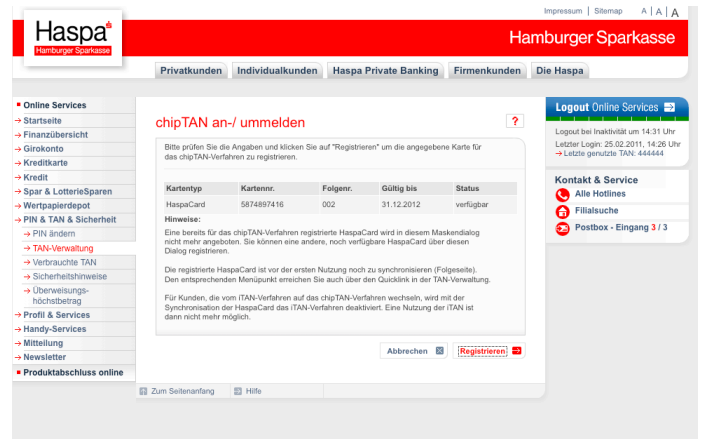 Impressum | Sitemap A | A | A
Haspa
Hamburger Sparkasse
Hamburger Sparkasse
Privatkunden
Individualkunden
Haspa Private Banking
Firmenkunden
Die Haspa
Online Services
Startseite
Finanzübersicht
Girokonto
Kreditkarte
Kredit
Spar & LotterieSparen
Wertpapierdepot
PIN & TAN & Sicherheit
PIN ändern
TAN-Verwaltung
Verbrauchte TAN
Sicherheitshinweise
Überweisungs-
höchstbetrag
Profil & Services
Handy-Services
Mitteilung
Newsletter
Produktabschluss online
chipTAN an-/ ummelden
?
Bitte prüfen Sie die Angaben und klicken Sie auf "Registrieren" um die angegebene Karte für
das chipTAN-Verfahren zu registrieren.
Kartentyp Kartennr. Folgenr. Gültig bis Status
HaspaCard 5874897416 002 31.12.2012 verfügbar
Hinweise:
Eine bereits für das chipTAN-Verfahren registrierte HaspaCard wird in diesem Maskendialog
nicht mehr angeboten. Sie können eine andere, noch verfügbare HaspaCard über diesen
Dialog registrieren.
Die registrierte HaspaCard ist vor der ersten Nutzung noch zu synchronisieren (Folgeseite).
Den entsprechenden Menüpunkt erreichen Sie auch über den Quicklink in der TAN-Verwaltung.
Für Kunden, die vom iTAN-Verfahren auf das chipTAN-Verfahren wechseln, wird mit der
Synchronisation der HaspaCard das iTAN-Verfahren deaktiviert. Eine Nutzung der iTAN ist
dann nicht mehr möglich.
Abbrechen
Registrieren
Zum Seitenanfang
Hilfe
Logout Online Services
Logout bei Inaktivität um 14:31 Uhr
Letzter Login: 25.02.2011, 14:26 Uhr
Letzte genutzte TAN: 444444
Kontakt & Service
Alle Hotlines
Filialsuche
Postbox - Eingang 3 / 3